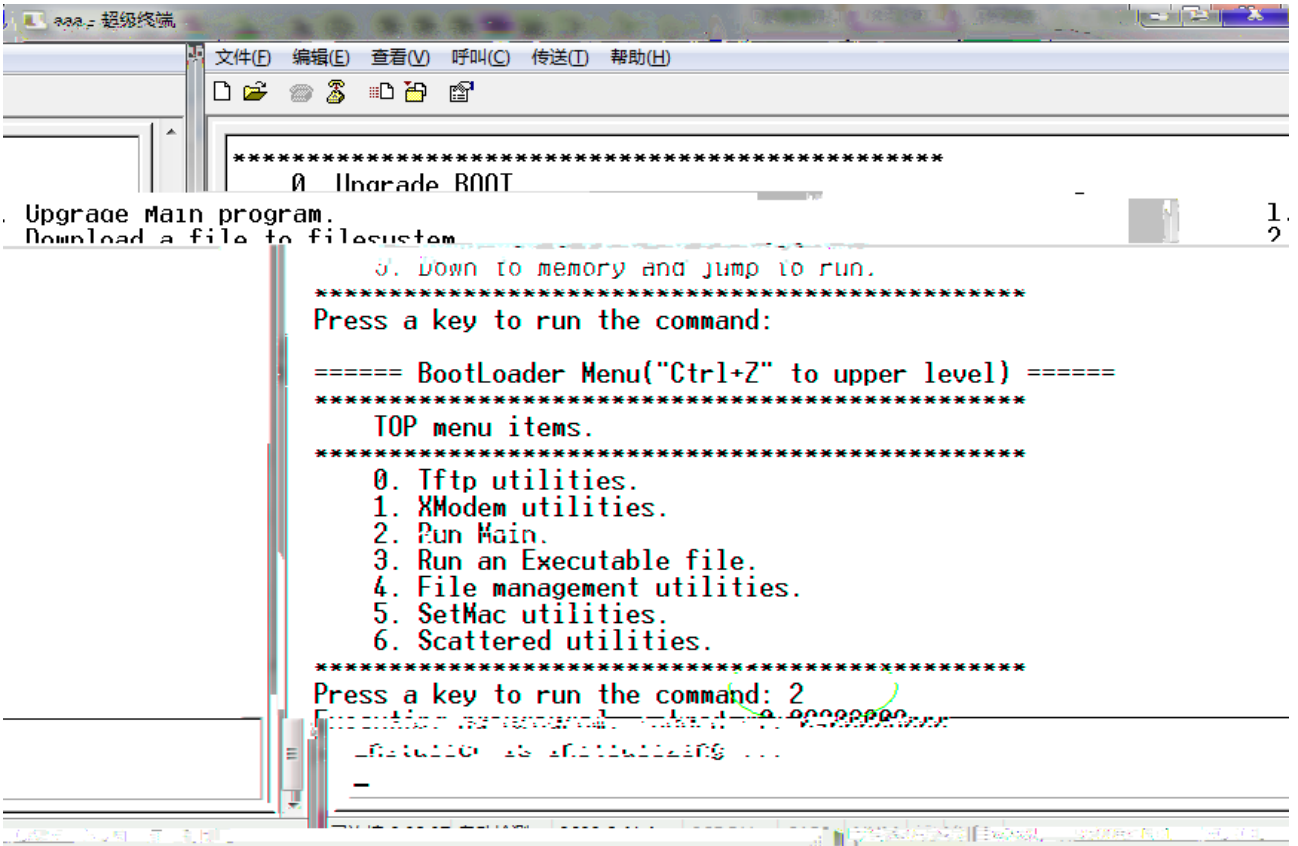 aaa - 超级终端
文件(F) 编辑(E) 查看(V) 呼叫(C) 传送(T) 帮助(H)
************************************************
0. Upgrade BOOT
1. Upgrade Main program.
2. Download a file to filesystem
Down to memory and jump to run.
************************************************
Press a key to run the command:
====== BootLoader Menu("Ctrl+Z" to upper level) ======
************************************************
TOP menu items.
************************************************
0. Tftp utilities.
1. XModem utilities.
2. Run Main.
3. Run an Executable file.
4. File management utilities.
5. SetMac utilities.
6. Scattered utilities.
************************************************
Press a key to run the command: 2
is initializing ...